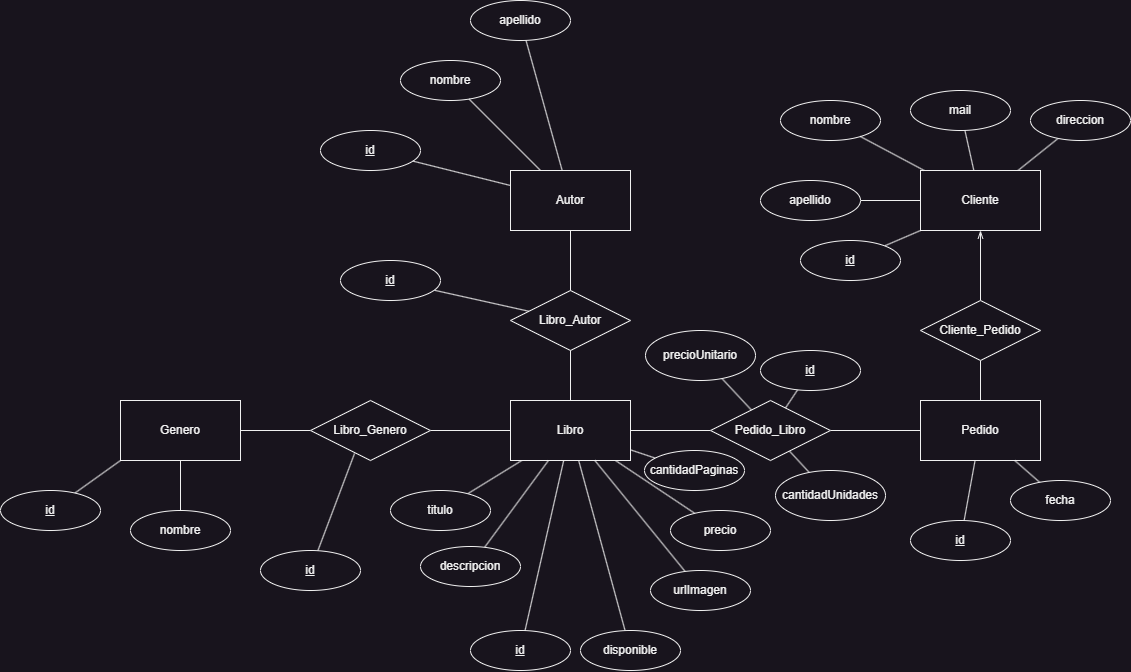 apellido
nombre
id
Autor
nombre
mail
direccion
apellido
Cliente
id
id
Libro_Autor
Cliente_Pedido
precioUnitario
id
Genero
Libro_Genero
Libro
Pedido_Libro
Pedido
cantidadPaginas
cantidadUnidades
id
nombre
titulo
precio
fecha
id
descripcion
id
urlImagen
id
disponible